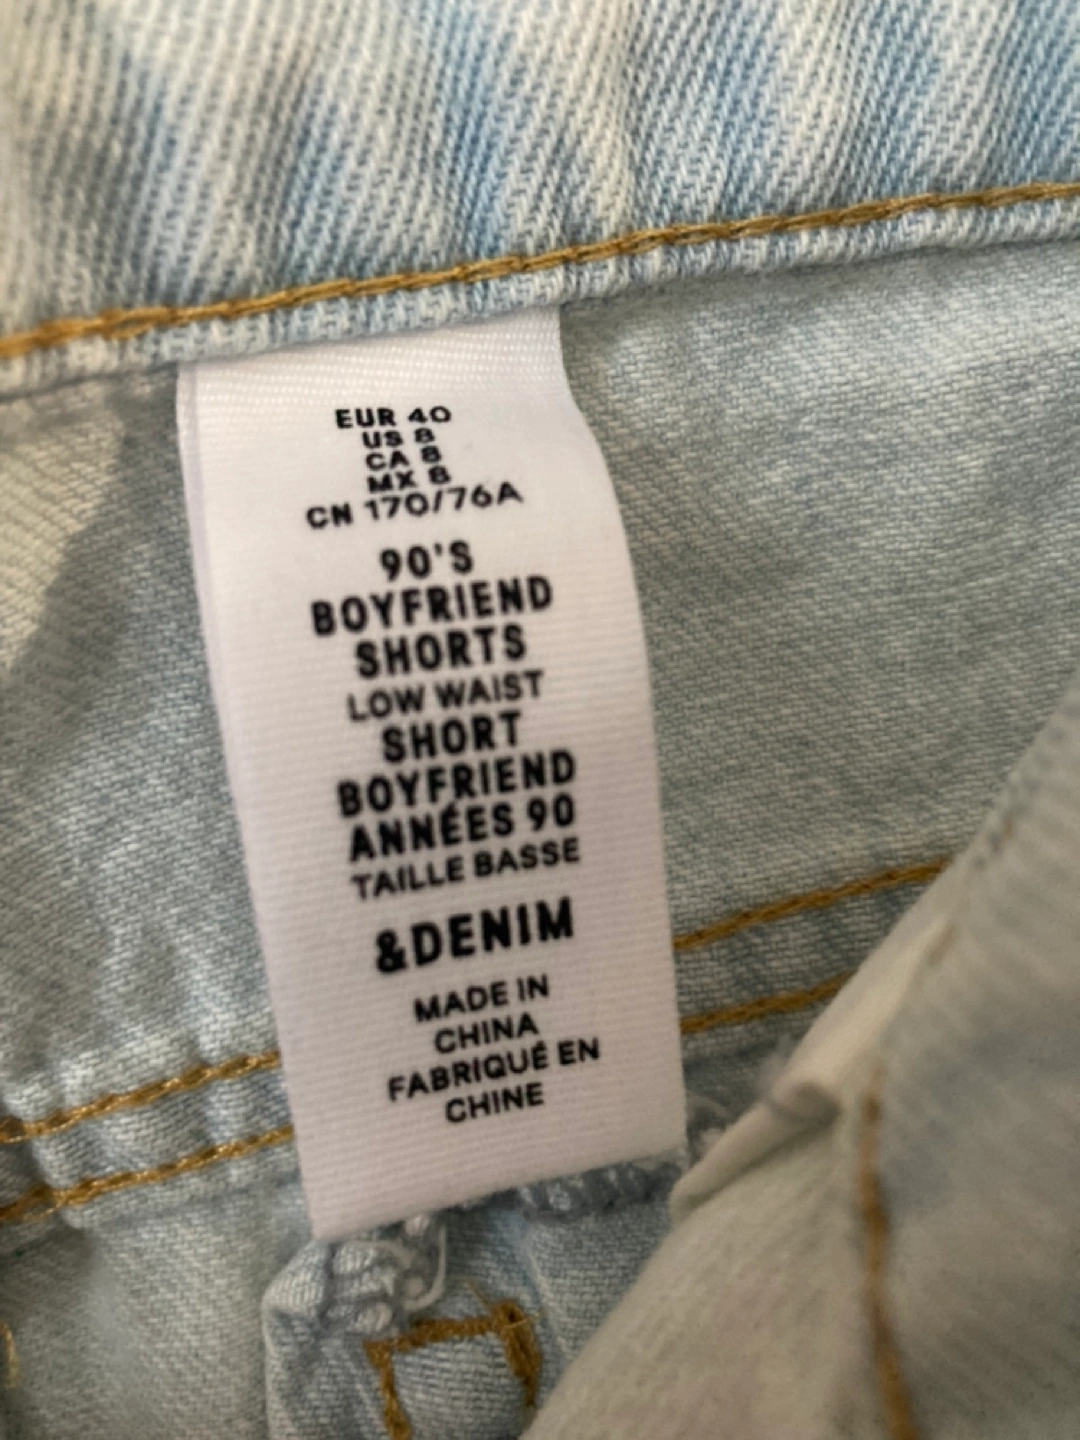 EUR 40
US 8
CA 8
MX 8
CN 170/76A
90'S
BOYFRIEND
SHORTS
LOW WAIST
SHORT
BOYFRIEND
ANNÉES 90
TAILLE BASSE
&DENIM
MADE IN
CHINA
FABRIQUÉ EN
CHINE